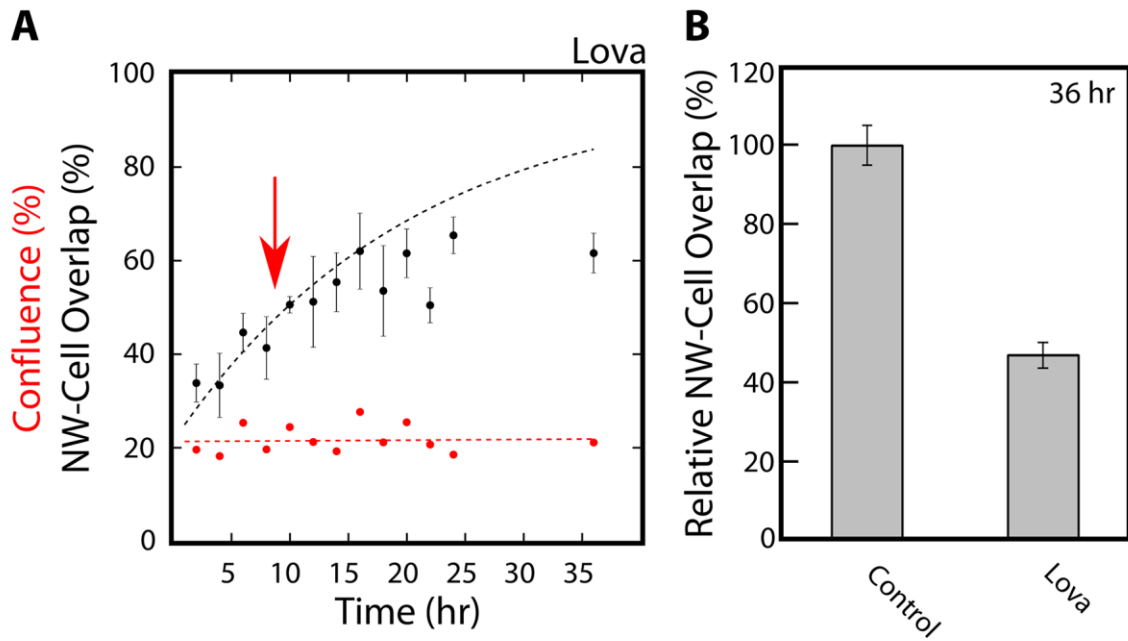 A
Lova
Confluence (%)
NW-Cell Overlap (%)
100
80
60
40
20
0
5
10
15
20
25
30
35
Time (hr)
B
36 hr
Relative NW-Cell Overlap (%)
120
100
80
60
40
20
0
Control
Lova